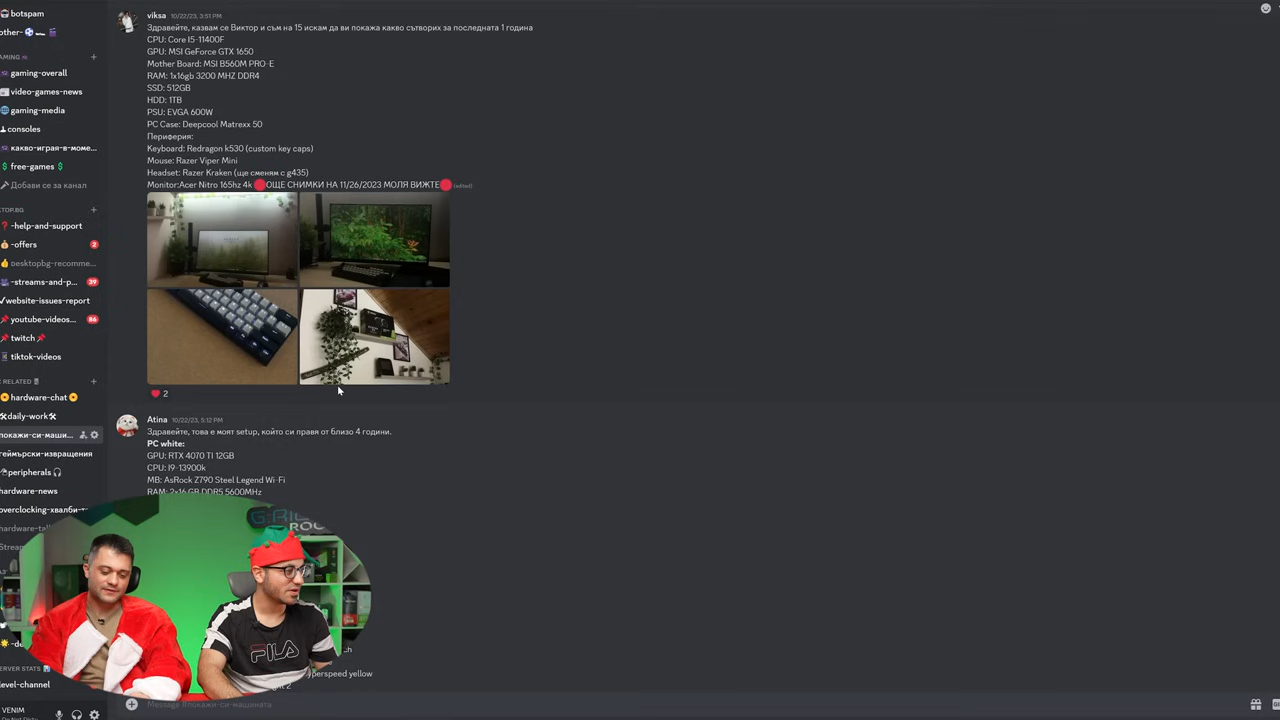 botspam
other-
GAMING
gaming-overall
video-games-news
gaming-media
consoles
какво-играя-в-моме...
$ free-games $
Добави се за канал
KTOP.BG
-help-and-support
-offers 2
desktopbg-recomme...
-streams-and-p... 39
website-issues-report
youtube-videos... 86
twitch
tiktok-videos
E RELATED
hardware-chat
daily-work
покажи-си-маши...
геймърски-извращения
peripherals
hardware-news
overclocking-хвалби-т
hardware-tal
Stream
SERVER STATS
level-channel
VENIM
viksa 10/22/23, 3:51 PM
Здравейте, казвам се Виктор и съм на 15 искам да ви покажа какво сътворих за последната 1 година
CPU: Core I5-11400F
GPU: MSI GeForce GTX 1650
Mother Board: MSI B560M PRO-E
RAM: 1x16gb 3200 MHZ DDR4
SSD: 512GB
HDD: 1TB
PSU: EVGA 600W
PC Case: Deepcool Matrexx 50
Периферия:
Keyboard: Redragon k530 (custom key caps)
Mouse: Razer Viper Mini
Headset: Razer Kraken (ще сменям с g435)
Monitor:Acer Nitro 165hz 4k ОЩЕ СНИМКИ НА 11/26/2023 МОЛЯ ВИЖТЕ (edited)
2
Atina 10/22/23, 5:12 PM
Здравейте, това е моят setup, който си правя от близо 4 години.
PC white:
GPU: RTX 4070 TI 12GB
CPU: I9-13900k
MB: AsRock Z790 Steel Legend Wi-Fi
RAM: 2x16 GB DDR5 5600MHz
yperspeed yellow
Message #покажи-си-машината
G:RIL
ROC
FILA